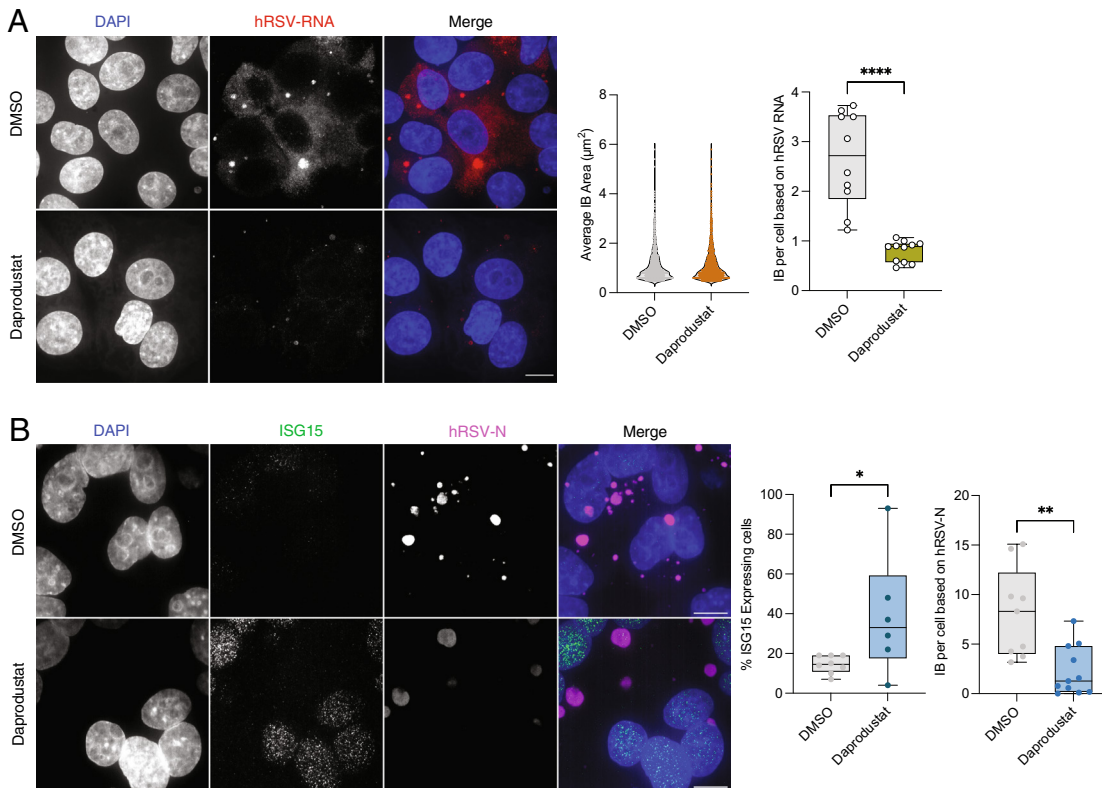 A
DAPI
hRSV-RNA
Merge
DMSO
Daprodustat
Average IB Area (µm²)
8
6
4
2
0
DMSO
Daprodustat
IB per cell based on hRSV RNA
****
4
3
2
1
0
DMSO
Daprodustat
B
DAPI
ISG15
hRSV-N
Merge
DMSO
Daprodustat
% ISG15 Expressing cells
*
100
80
60
40
20
0
DMSO
Daprodustat
IB per cell based on hRSV-N
**
20
15
10
5
0
DMSO
Daprodustat